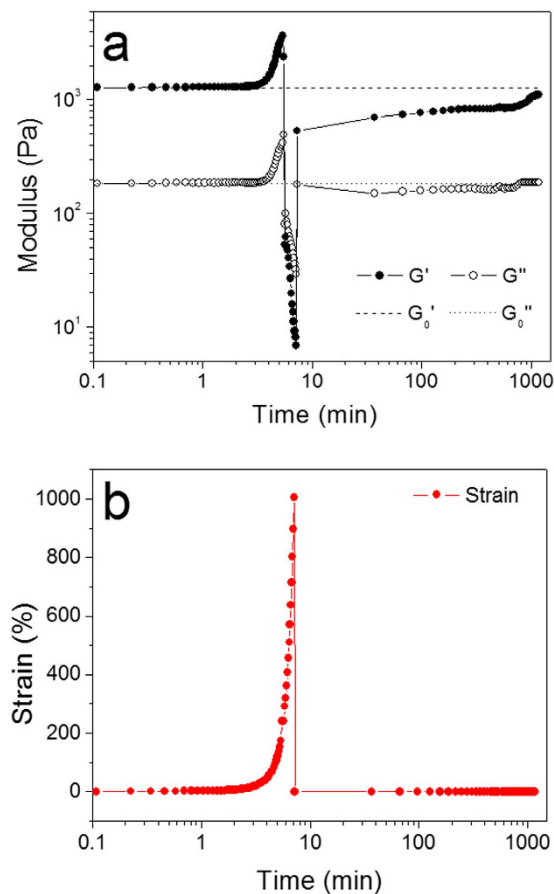 a
Modulus (Pa)
10³
10²
10¹
G' G''
G₀' G₀''
0.1 1 10 100 1000
Time (min)
b
Strain
Strain (%)
1000
800
600
400
200
0
0.1 1 10 100 1000
Time (min)